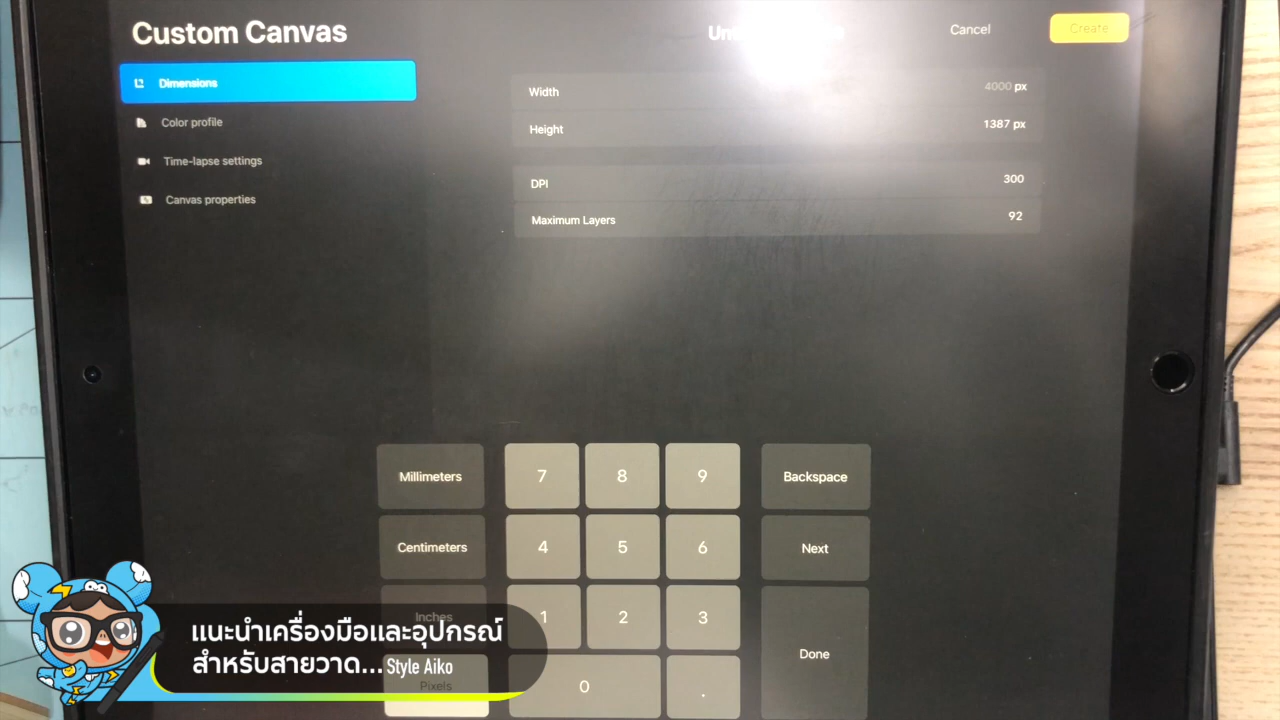 Custom Canvas
Cancel
Create
Dimensions
Color profile
Time-lapse settings
Canvas properties
Width 4000 px
Height 1387 px
DPI 300
Maximum Layers 92
Millimeters 7 8 9 Backspace
Centimeters 4 5 6 Next
Inches 1 2 3
Done
Pixels 0 .
แนะนำเครื่องมือและอุปกรณ์
สำหรับสายวาด...Style Aiko